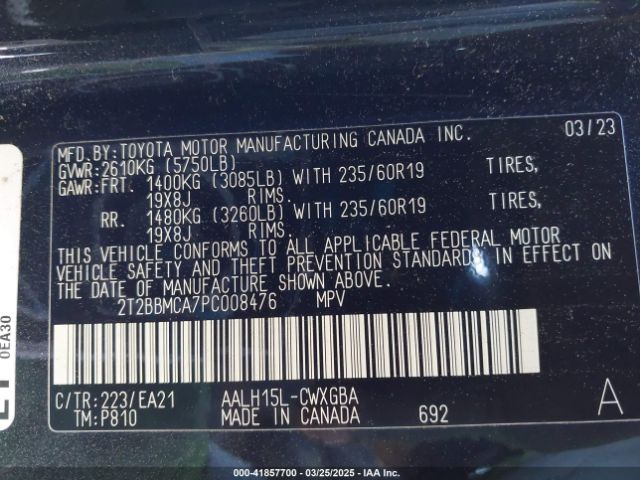 MFD.BY:TOYOTA MOTOR MANUFACTURING CANADA INC. 03/23
GVWR:2610KG (5750LB)
GAWR:FRT. 1400KG (3085LB) WITH 235/60R19 TIRES,
19X8J RIMS.
RR. 1480KG (3260LB) WITH 235/60R19 TIRES,
19X8J RIMS.
THIS VEHICLE CONFORMS TO ALL APPLICABLE FEDERAL MOTOR
VEHICLE SAFETY AND THEFT PREVENTION STANDARDS IN EFFECT ON
THE DATE OF MANUFACTURE SHOWN ABOVE.
2T2BBMCA7PC008476 MPV
C/TR:223/EA21 AALH15L-CWXGBA A
TM:P810 MADE IN CANADA 692
0EA30
000-41857700 - 03/25/2025 - IAA Inc.